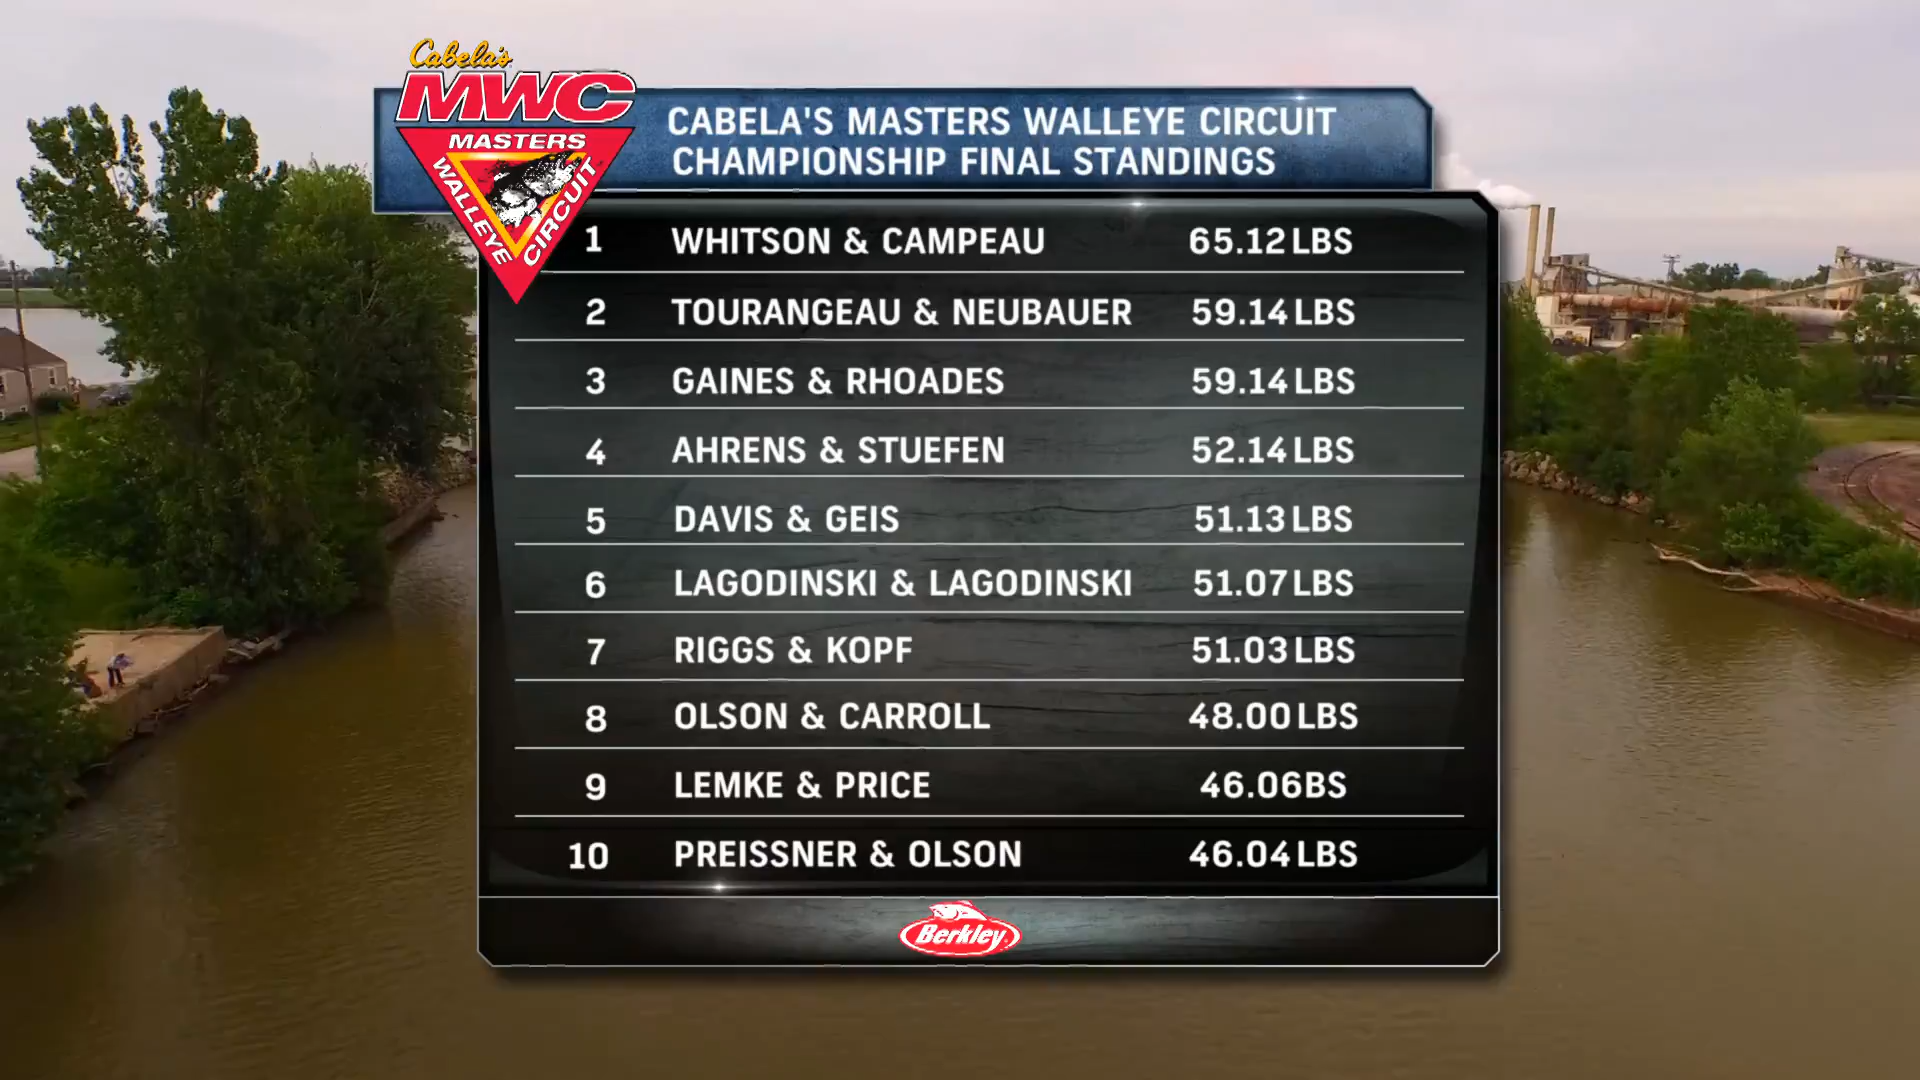 Cabela's
MWC
MASTERS
WALLEYE
CIRCUIT
CABELA'S MASTERS WALLEYE CIRCUIT
CHAMPIONSHIP FINAL STANDINGS
1 WHITSON & CAMPEAU 65.12 LBS
2 TOURANGEAU & NEUBAUER 59.14 LBS
3 GAINES & RHOADES 59.14 LBS
4 AHRENS & STUEFEN 52.14 LBS
5 DAVIS & GEIS 51.13 LBS
6 LAGODINSKI & LAGODINSKI 51.07 LBS
7 RIGGS & KOPF 51.03 LBS
8 OLSON & CARROLL 48.00 LBS
9 LEMKE & PRICE 46.06BS
10 PREISSNER & OLSON 46.04 LBS
Berkley